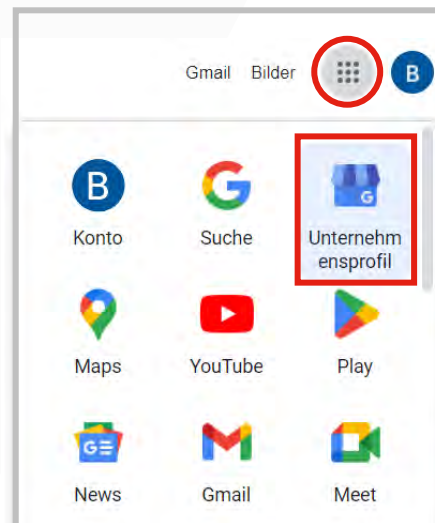 Gmail Bilder B
B G
Konto Suche Unternehm
ensprofil
Maps YouTube Play
G
News Gmail Meet